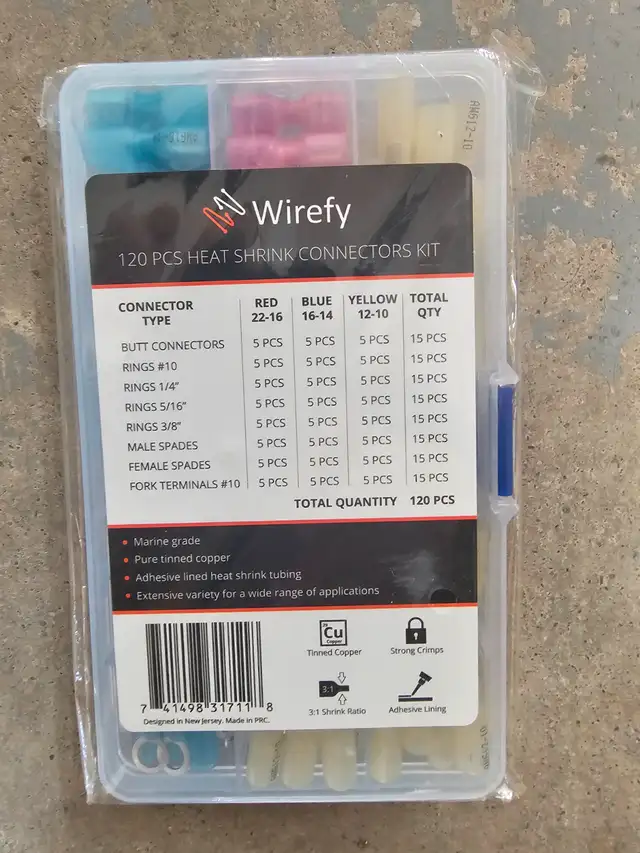 AW612-10
Wirefy
120 PCS HEAT SHRINK CONNECTORS KIT
CONNECTOR TYPE RED 22-16 BLUE 16-14 YELLOW 12-10 TOTAL QTY
BUTT CONNECTORS 5 PCS 5 PCS 5 PCS 15 PCS
RINGS #10 5 PCS 5 PCS 5 PCS 15 PCS
RINGS 1/4" 5 PCS 5 PCS 5 PCS 15 PCS
RINGS 5/16" 5 PCS 5 PCS 5 PCS 15 PCS
RINGS 3/8" 5 PCS 5 PCS 5 PCS 15 PCS
MALE SPADES 5 PCS 5 PCS 5 PCS 15 PCS
FEMALE SPADES 5 PCS 5 PCS 5 PCS 15 PCS
FORK TERMINALS #10 5 PCS 5 PCS 5 PCS 15 PCS
TOTAL QUANTITY 120 PCS
• Marine grade
• Pure tinned copper
• Adhesive lined heat shrink tubing
• Extensive variety for a wide range of applications
29
Cu
Copper
Tinned Copper
Strong Crimps
3:1
3:1 Shrink Ratio
Adhesive Lining
7 41498 31711 8
Designed in New Jersey. Made in PRC.